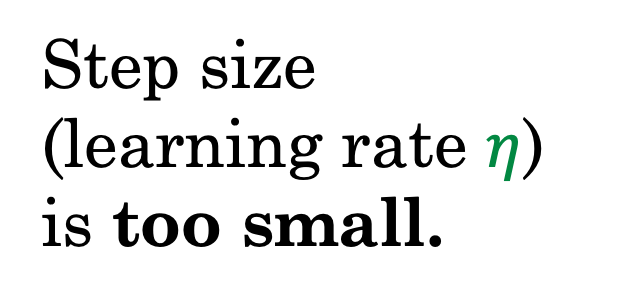 Step size
(learning rate η)
is too small.